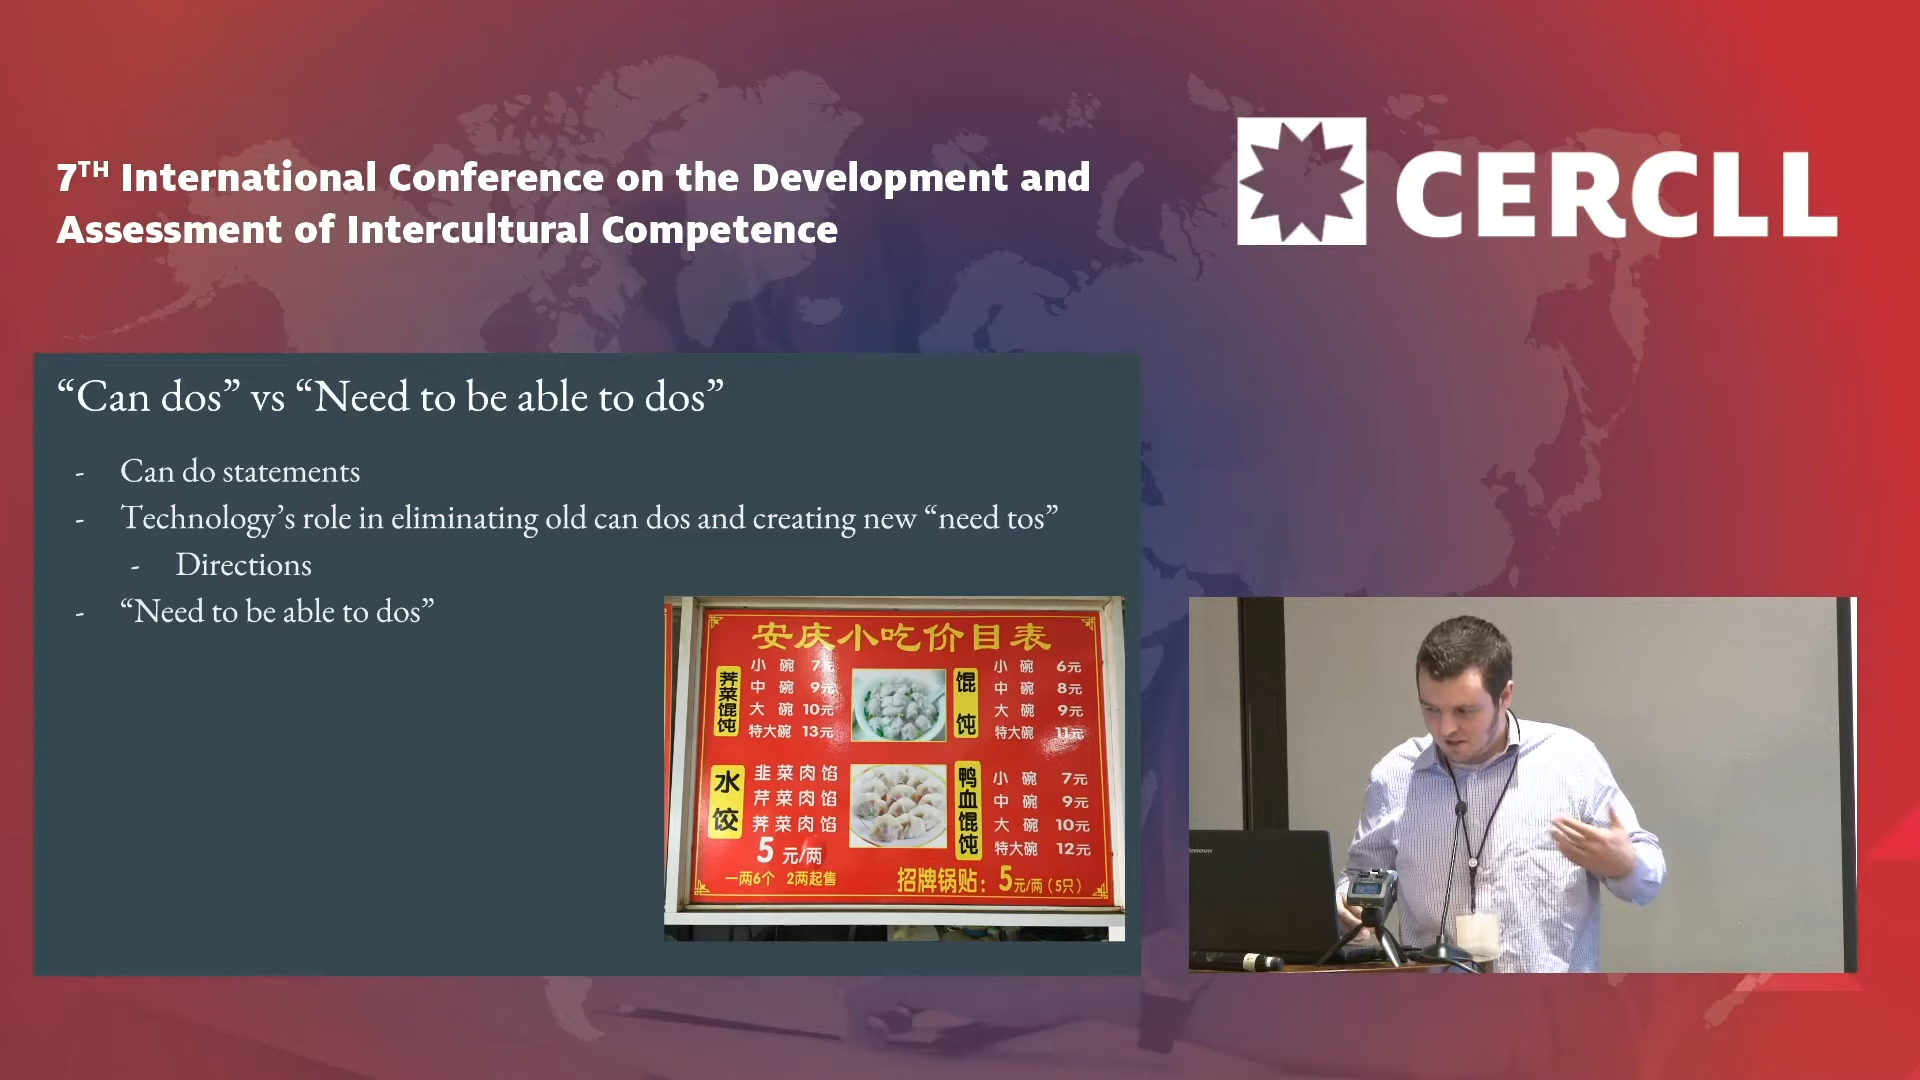 7TH International Conference on the Development and
Assessment of Intercultural Competence
CERCLL
“Can dos” vs “Need to be able to dos”
- Can do statements
- Technology’s role in eliminating old can dos and creating new “need tos”
- Directions
- “Need to be able to dos”
安庆小吃价目表
荠菜馄饨
小碗 7元
中碗 9元
大碗 10元
特大碗 13元
馄饨
小碗 6元
中碗 8元
大碗 9元
特大碗 11元
水饺
韭菜肉馅
芹菜肉馅
荠菜肉馅
5元/两
一两6个 2两起售
鸭血馄饨
小碗 7元
中碗 9元
大碗 10元
特大碗 12元
招牌锅贴：5元/两（5只）
lenovo